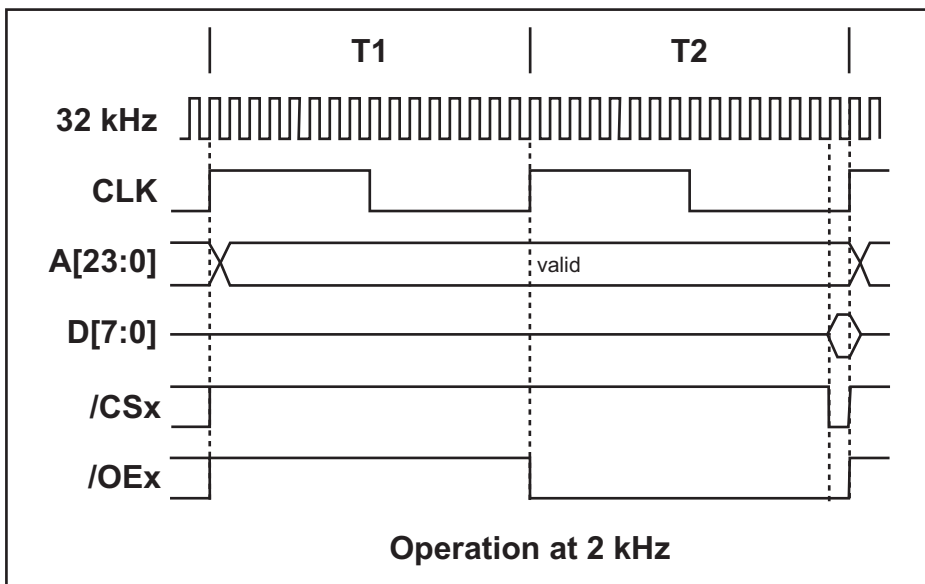 T1 T2
32 kHz
CLK
A[23:0] valid
D[7:0]
/CSx
/OEx
Operation at 2 kHz